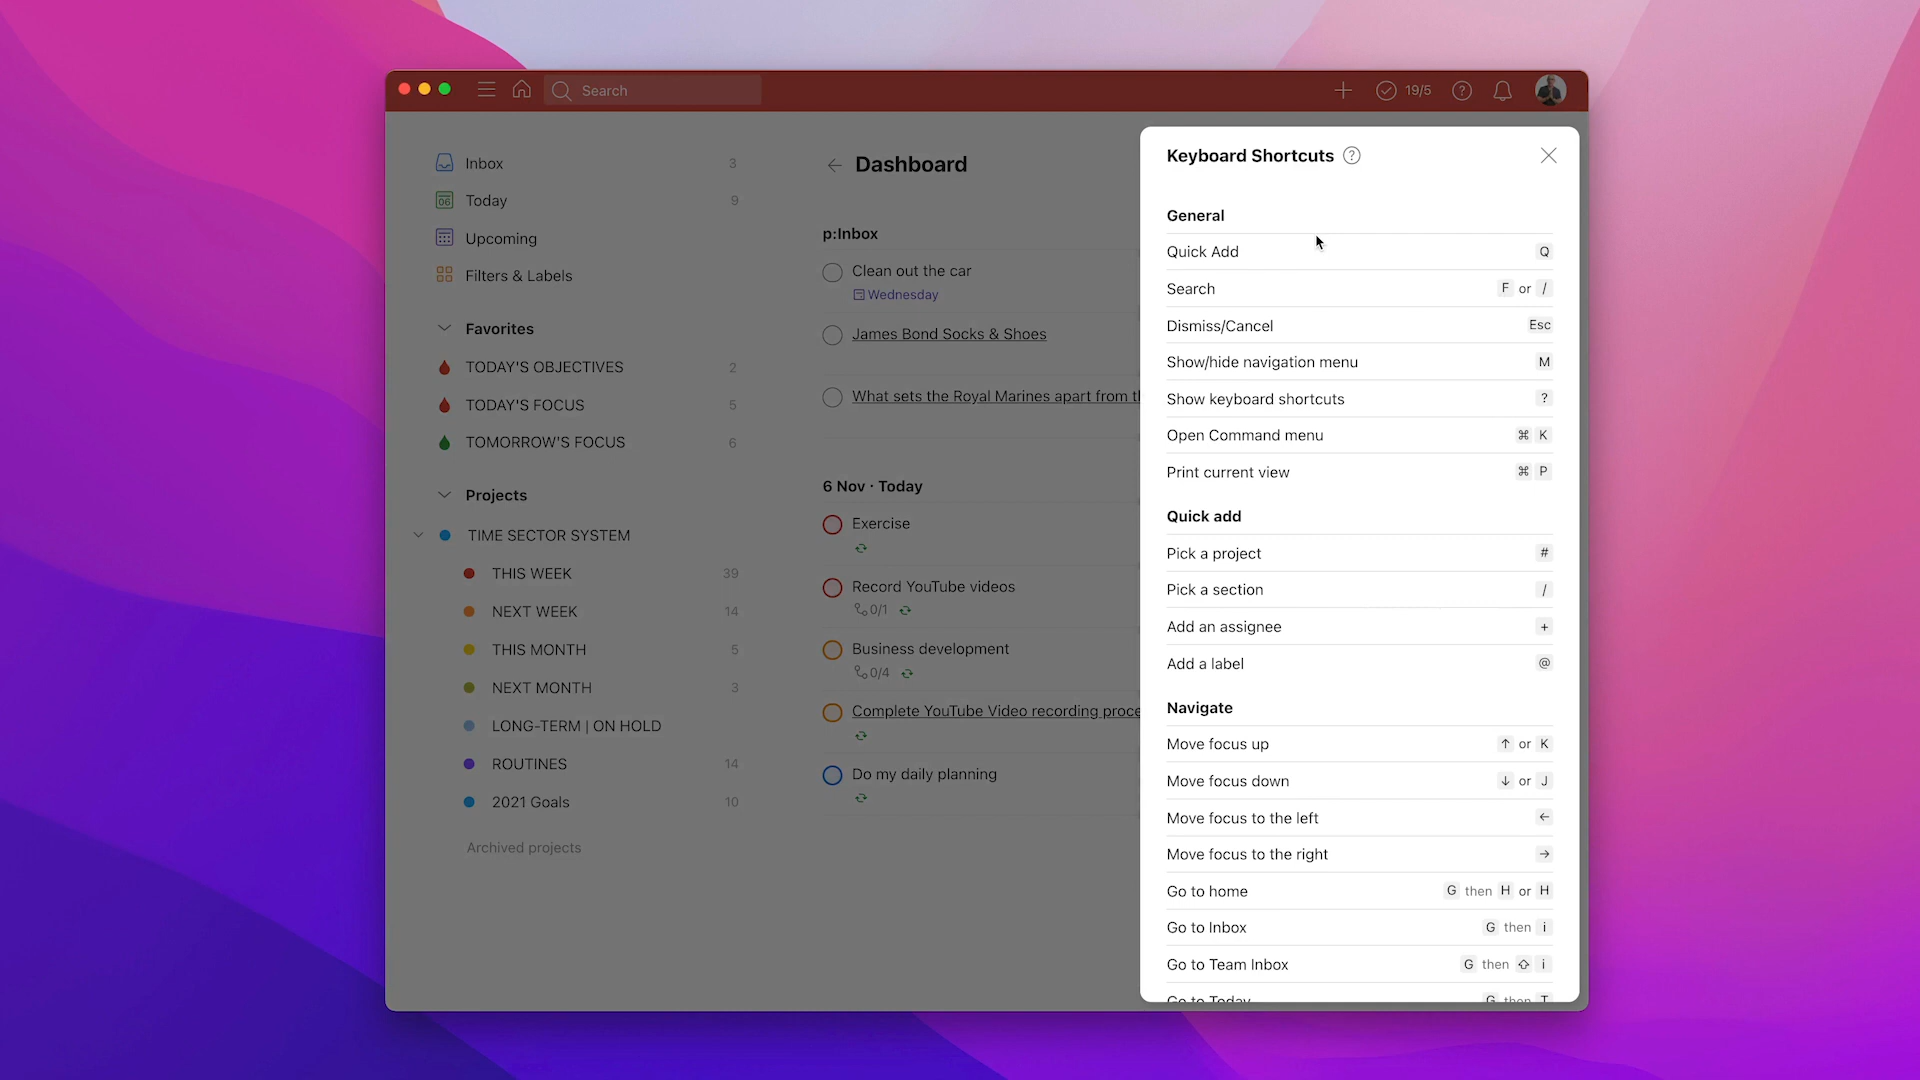 Search
19/5
Inbox 3
06 Today 9
Upcoming
Filters & Labels
Favorites
TODAY'S OBJECTIVES 2
TODAY'S FOCUS 5
TOMORROW'S FOCUS 6
Projects
TIME SECTOR SYSTEM
THIS WEEK 39
NEXT WEEK 14
THIS MONTH 5
NEXT MONTH 3
LONG-TERM | ON HOLD
ROUTINES 14
2021 Goals 10
Archived projects
Dashboard
p:Inbox
Clean out the car
Wednesday
James Bond Socks & Shoes
What sets the Royal Marines apart from
6 Nov · Today
Exercise
Record YouTube videos
0/1
Business development
0/4
Complete YouTube Video recording proce
Do my daily planning
Keyboard Shortcuts ?
General
Quick Add Q
Search F or /
Dismiss/Cancel Esc
Show/hide navigation menu M
Show keyboard shortcuts ?
Open Command menu ⌘ K
Print current view ⌘ P
Quick add
Pick a project #
Pick a section /
Add an assignee +
Add a label @
Navigate
Move focus up ↑ or K
Move focus down ↓ or J
Move focus to the left ←
Move focus to the right →
Go to home G then H or H
Go to Inbox G then i
Go to Team Inbox G then ⇧ i
Go to Today G then T